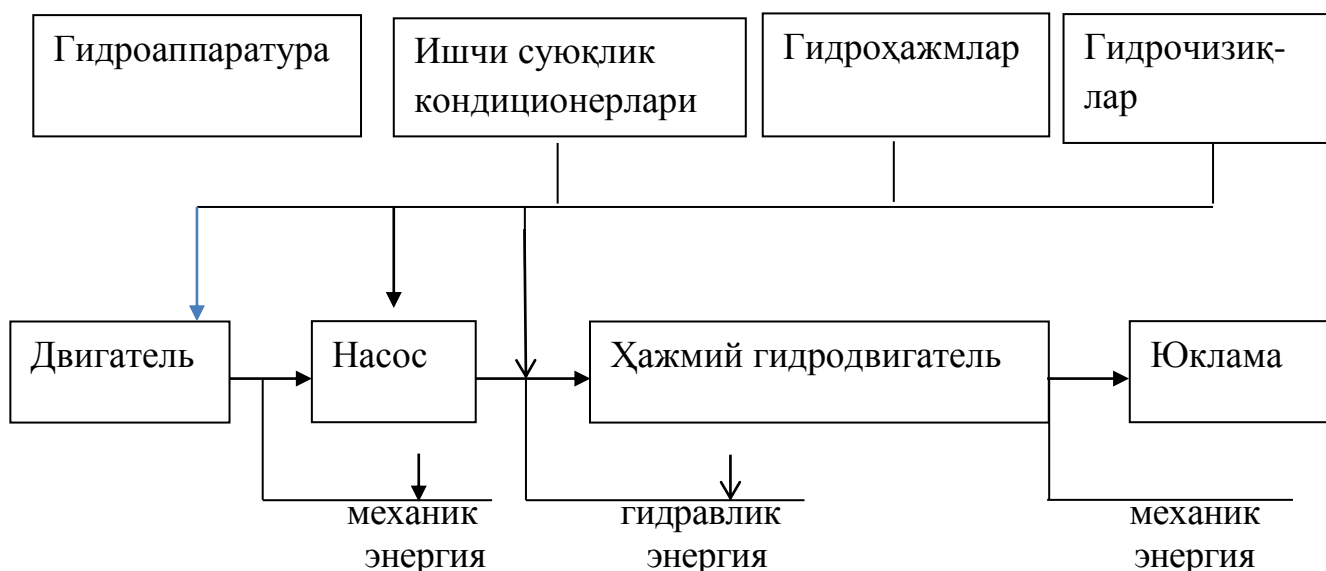 Гидроаппаратура
Ишчи суюқлик
кондиционерлари
Гидроҳажмлар
Гидрочизиқ-
лар
Двигатель
Насос
Ҳажмий гидродвигатель
Юклама
механик
энергия
гидравлик
энергия
механик
энергия